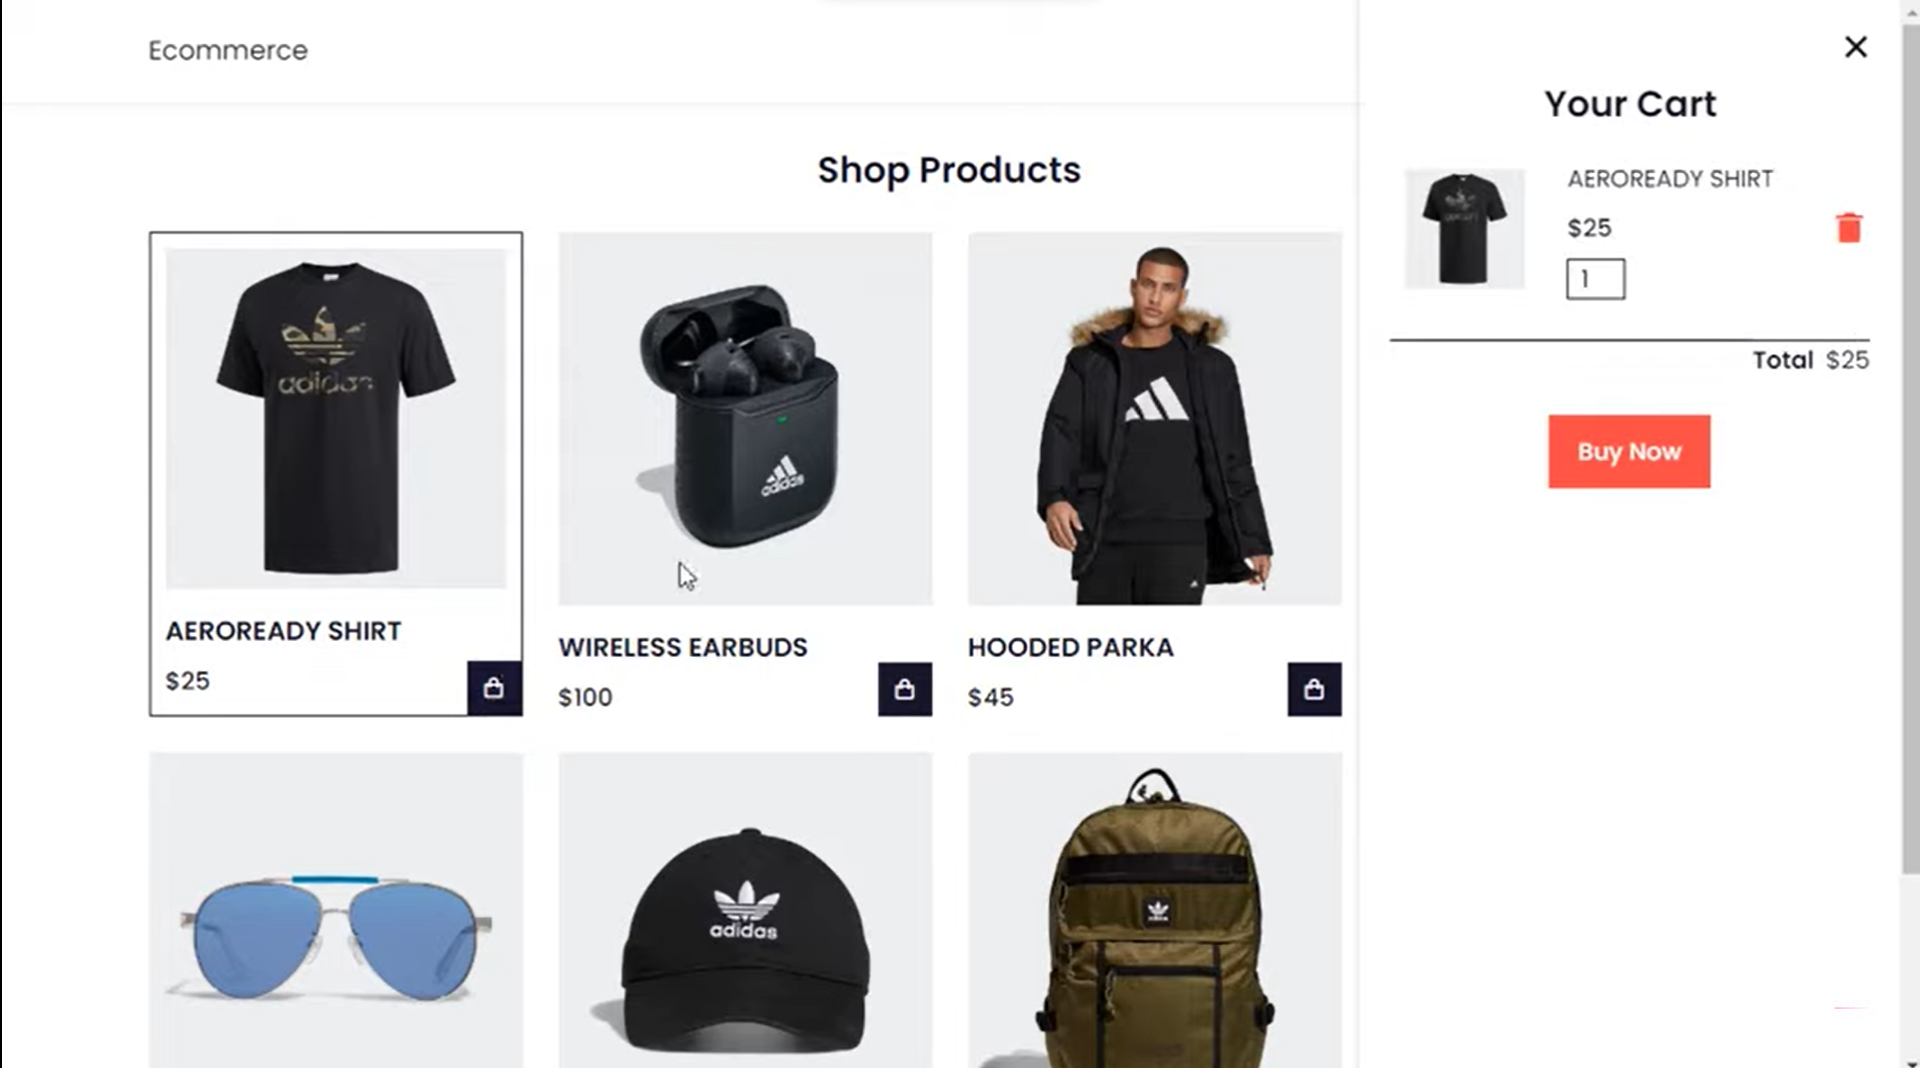 Ecommerce
Shop Products
adidas
AEROREADY SHIRT
$25
adidas
WIRELESS EARBUDS
$100
HOODED PARKA
$45
adidas
Your Cart
AEROREADY SHIRT
$25
1
Total $25
Buy Now